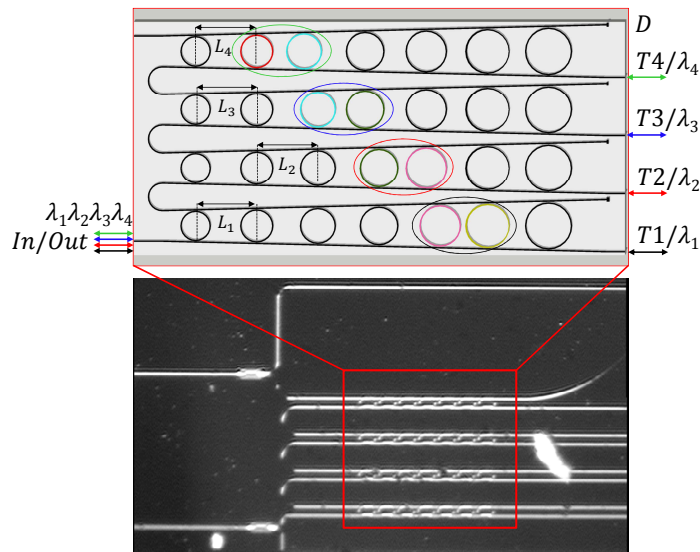 D
L₄
T4/λ₄
L₃
T3/λ₃
L₂
T2/λ₂
λ₁λ₂λ₃λ₄
In/Out
L₁
T1/λ₁